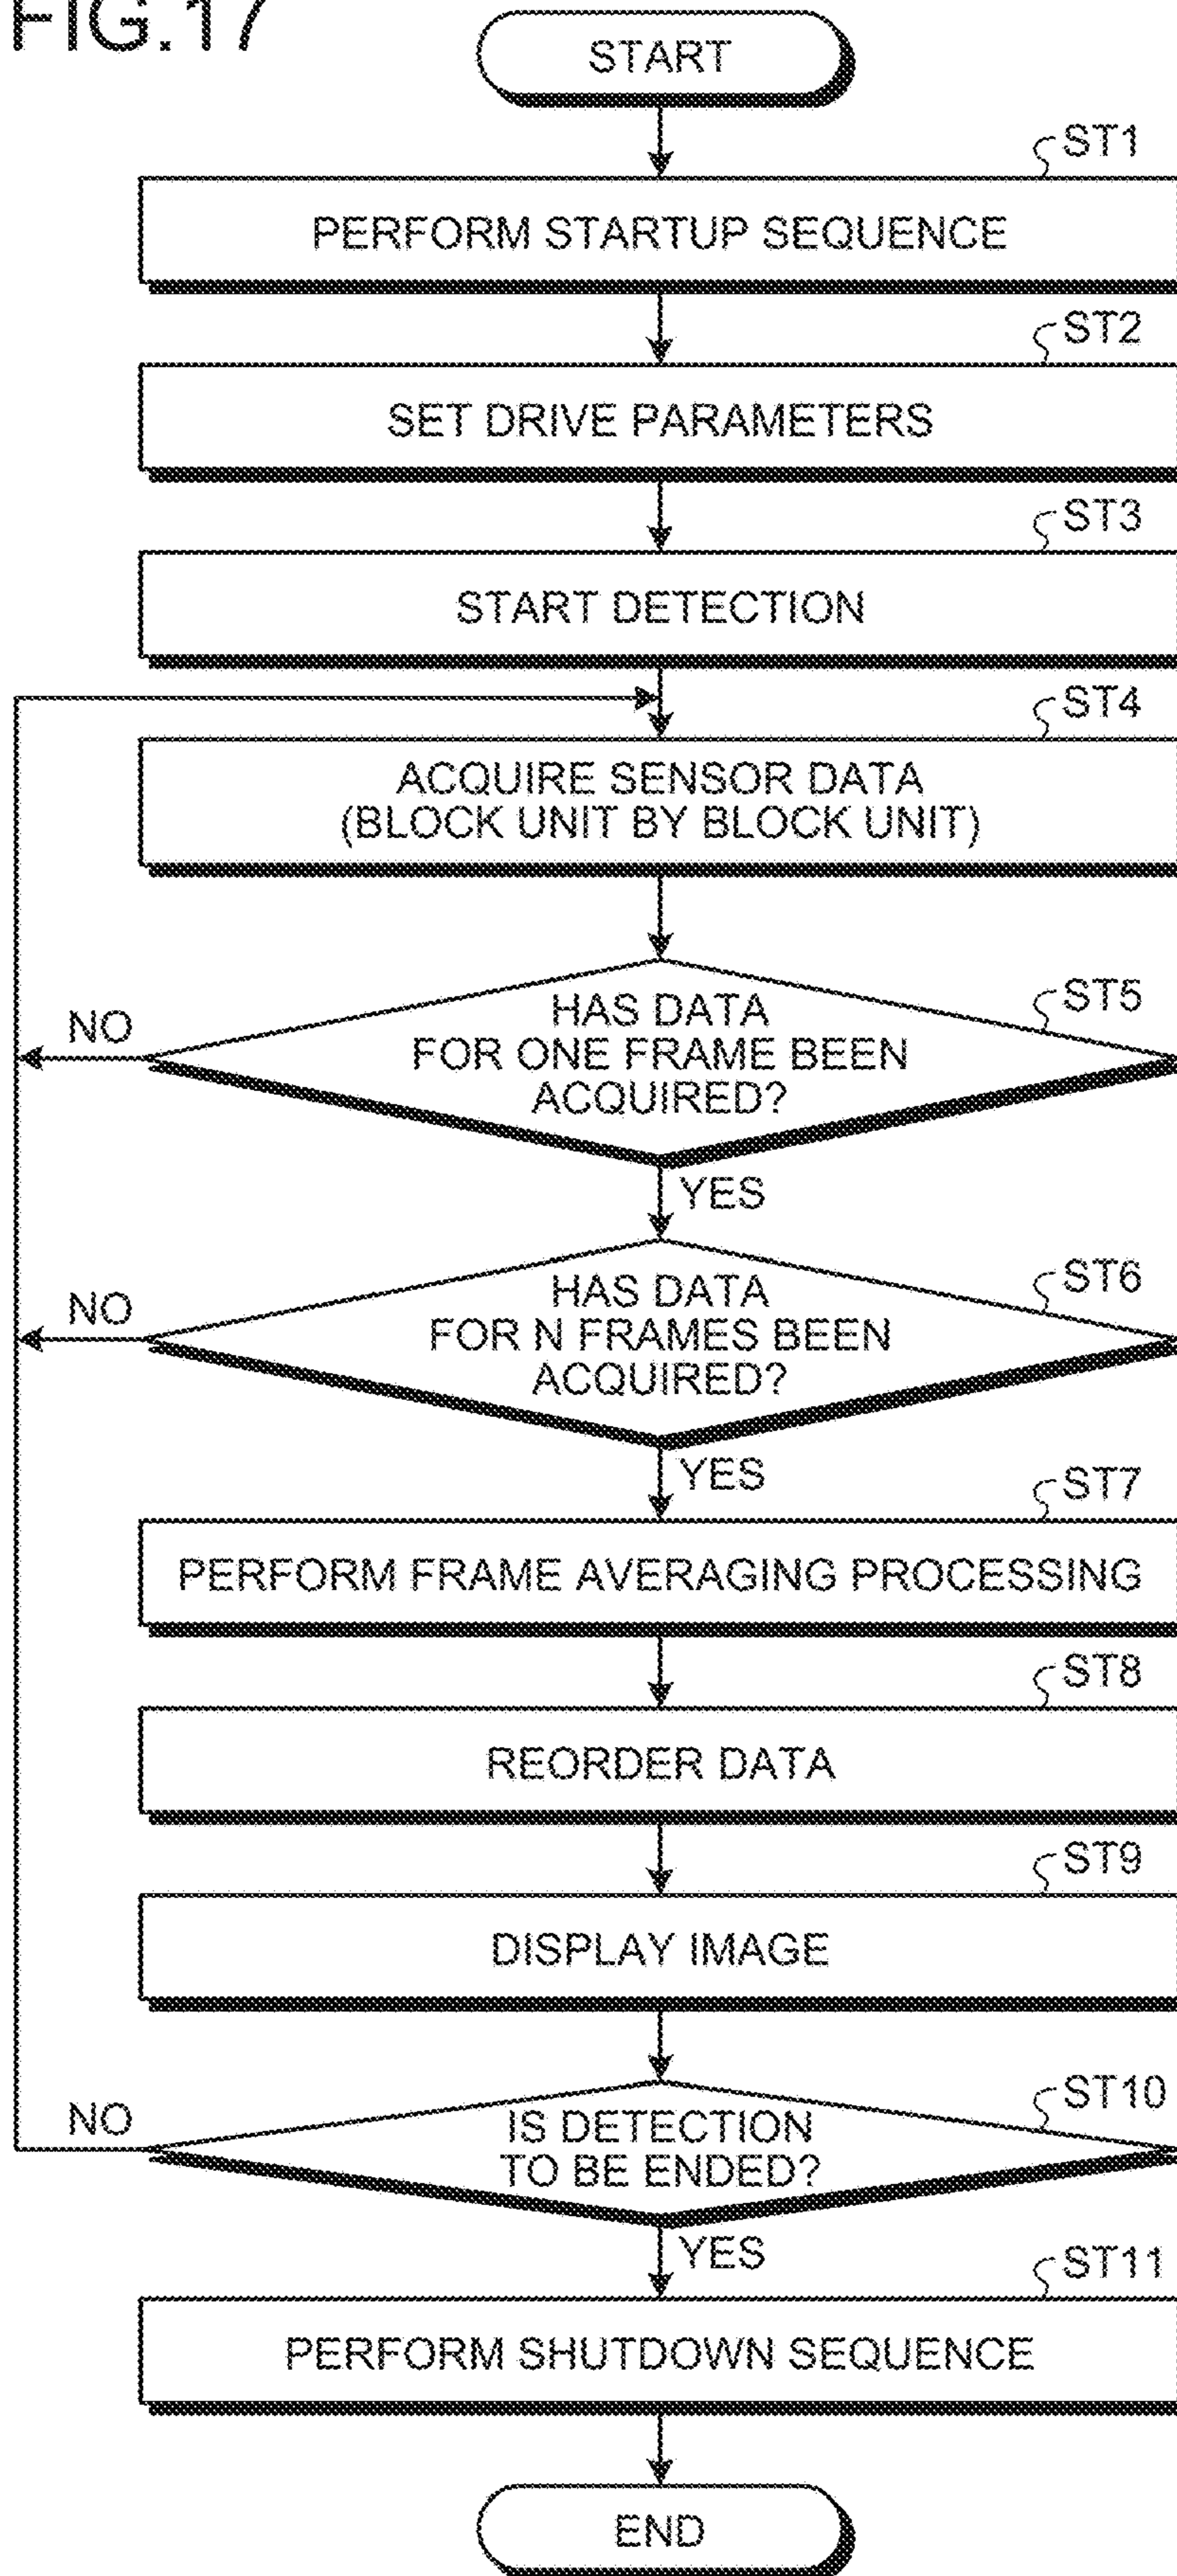 FIG.17
START
ST1
PERFORM STARTUP SEQUENCE
ST2
SET DRIVE PARAMETERS
ST3
START DETECTION
ST4
ACQUIRE SENSOR DATA
(BLOCK UNIT BY BLOCK UNIT)
ST5
HAS DATA
NO
FOR ONE FRAME BEEN
ACQUIRED?
YES
ST6
HAS DATA
NO
FOR N FRAMES BEEN
ACQUIRED?
YES
ST7
PERFORM FRAME AVERAGING PROCESSING
ST8
REORDER DATA
ST9
DISPLAY IMAGE
ST10
NO
IS DETECTION
TO BE ENDED?
YES
ST11
PERFORM SHUTDOWN SEQUENCE
END